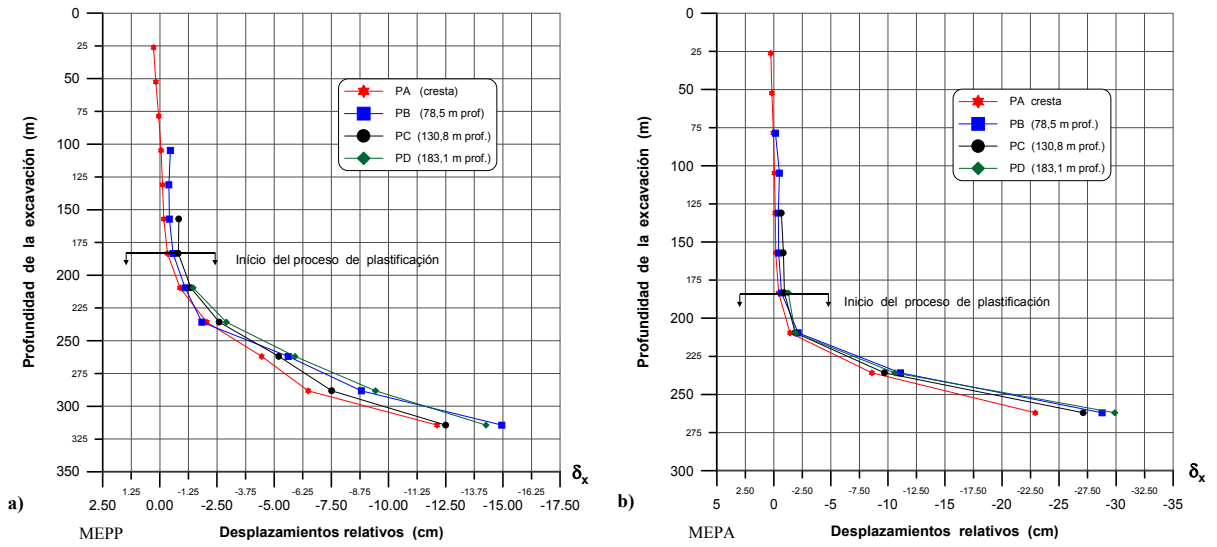 0
25
50
75
100
125
150
175
200
225
250
275
300
325
350
Profundidad de la excavación (m)
PA (cresta)
PB (78,5 m prof)
PC (130,8 m prof.)
PD (183,1 m prof.)
Início del proceso de plastificación
1.25 -1.25 -3.75 -6.25 -8.75 -11.25 -13.75 -16.25
2.50 0.00 -2.50 -5.00 -7.50 -10.00 -12.50 -15.00 -17.50
δx
a)
MEPP
Desplazamientos relativos (cm)
0
25
50
75
100
125
150
175
200
225
250
275
300
Profundidad de la excavación (m)
PA cresta
PB (78,5 m prof.)
PC (130,8 m prof.)
PD (183,1 m prof.)
Inicio del proceso de plastificación
2.50 -2.50 -7.50 -12.50 -17.50 -22.50 -27.50 -32.50
5 0 -5 -10 -15 -20 -25 -30 -35
δx
b)
MEPA
Desplazamientos relativos (cm)